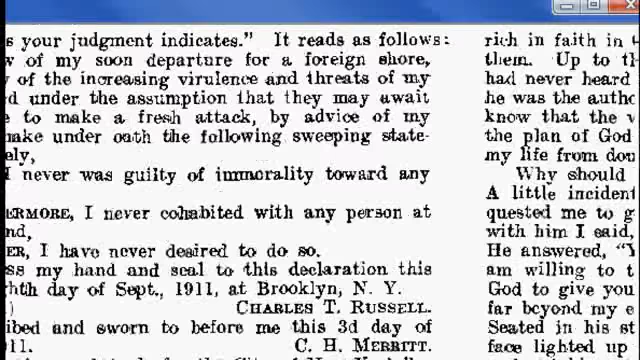 s your judgment indicates." It reads as follows:
w of my soon departure for a foreign shore,
y of the increasing virulence and threats of my
d under the assumption that they may await
e to make a fresh attack, by advice of my
nake under oath the following sweeping state-
ely,
I never was guilty of immorality toward any
ERMORE, I never cohabited with any person at
nd,
ER, I have never desired to do so.
ss my hand and seal to this declaration this
hth day of Sept., 1911, at Brooklyn, N. Y.
) CHARLES T. RUSSELL.
ibed and sworn to before me this 3d day of
11. C. H. MERRITT.
rich in faith in
them. Up to th
had never heard
he was the autho
know that the
the plan of God
my life from
Why should
A little inciden
quested me to g
with him I said,
He answered,
am willing to t
God to give you
far beyond my e
Seated in his st
face lighted up